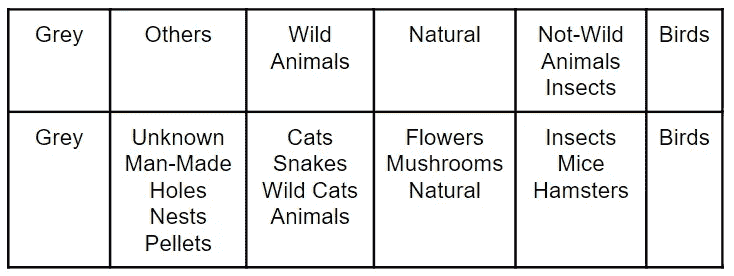 Grey
Others
Wild
Animals
Natural
Not-Wild
Animals
Insects
Birds
Grey
Unknown
Man-Made
Holes
Nests
Pellets
Cats
Snakes
Wild Cats
Animals
Flowers
Mushrooms
Natural
Insects
Mice
Hamsters
Birds